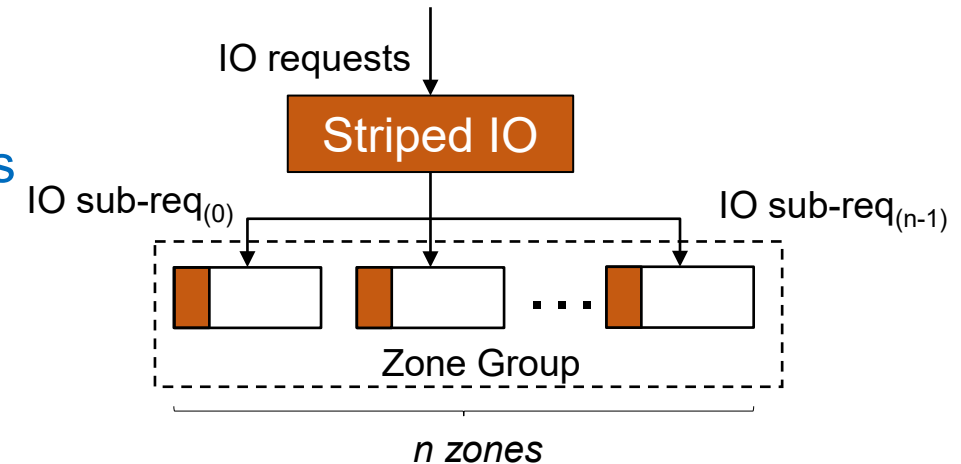 IO requests
Striped IO
s
IO sub-req(0)
IO sub-req(n-1)
. . .
Zone Group
n zones